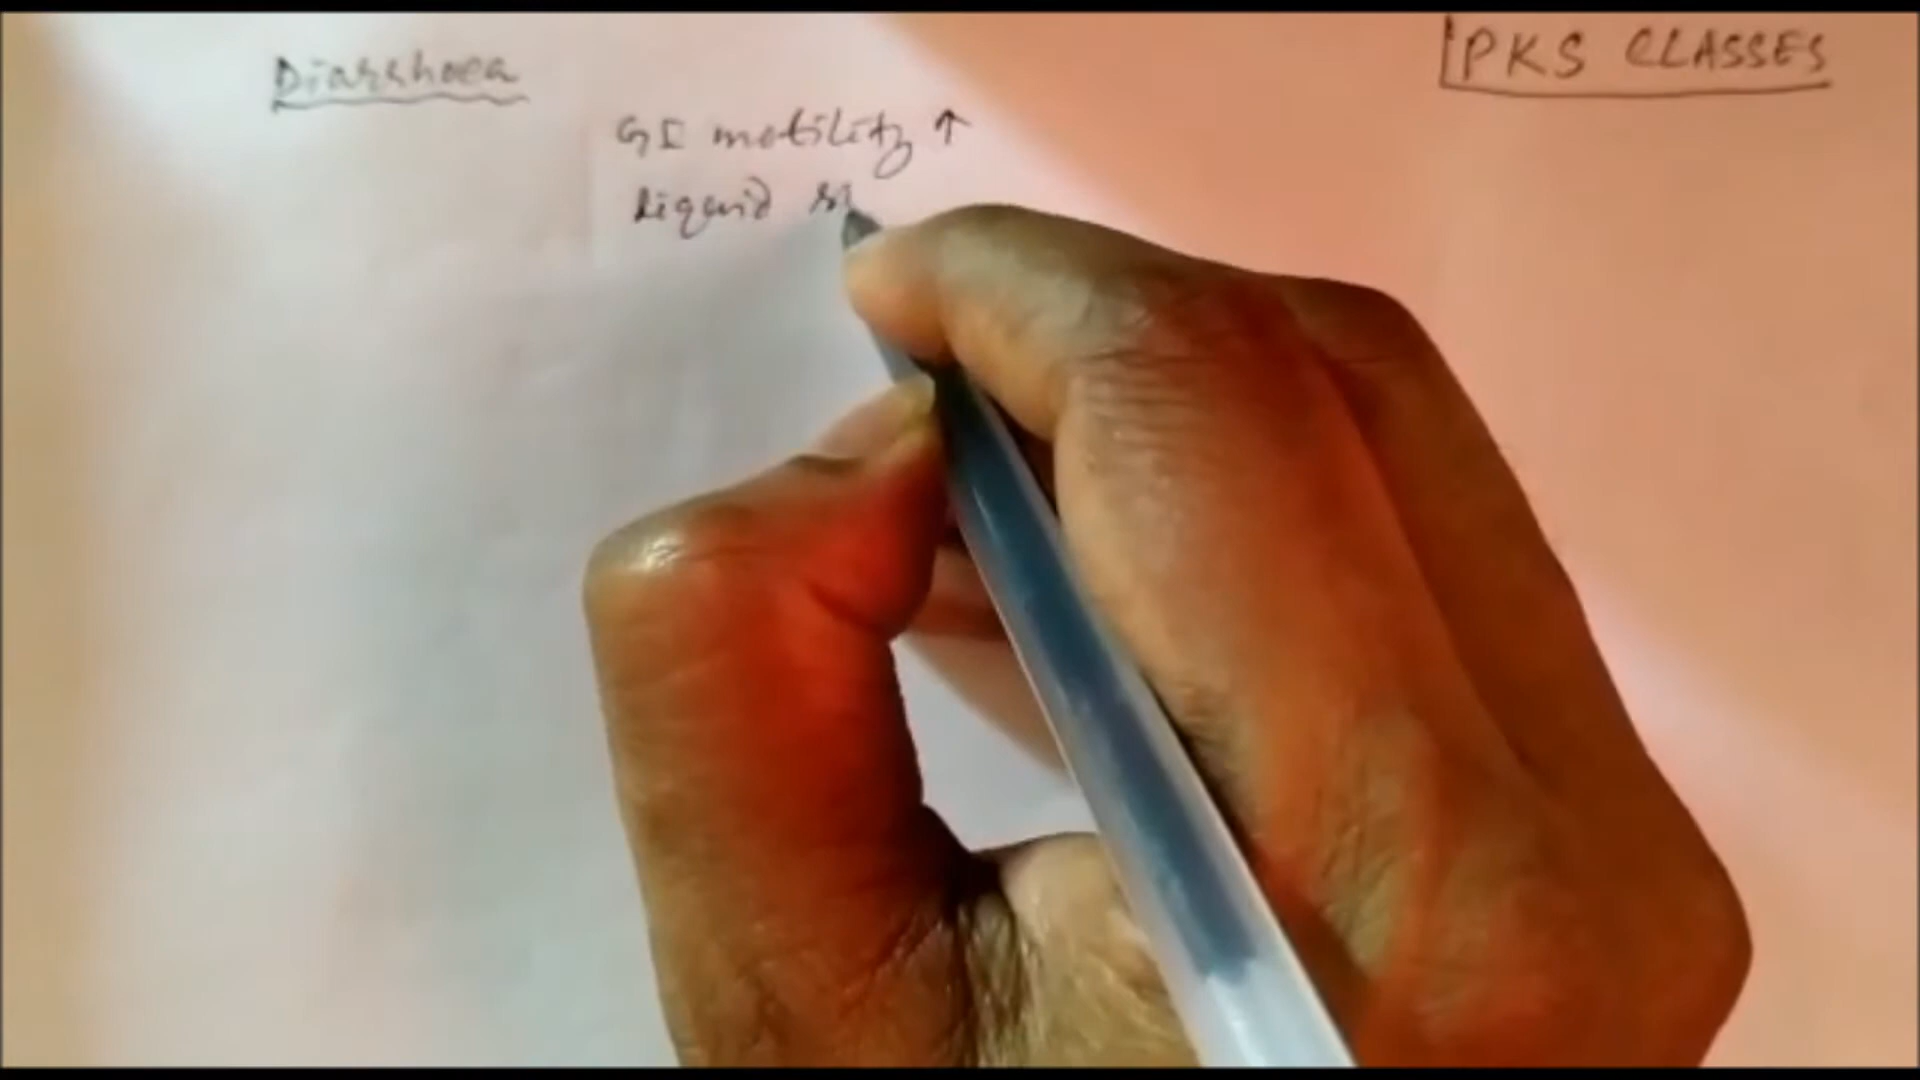 Diarrhoea
PKS CLASSES
GI motility ↑
Liquid